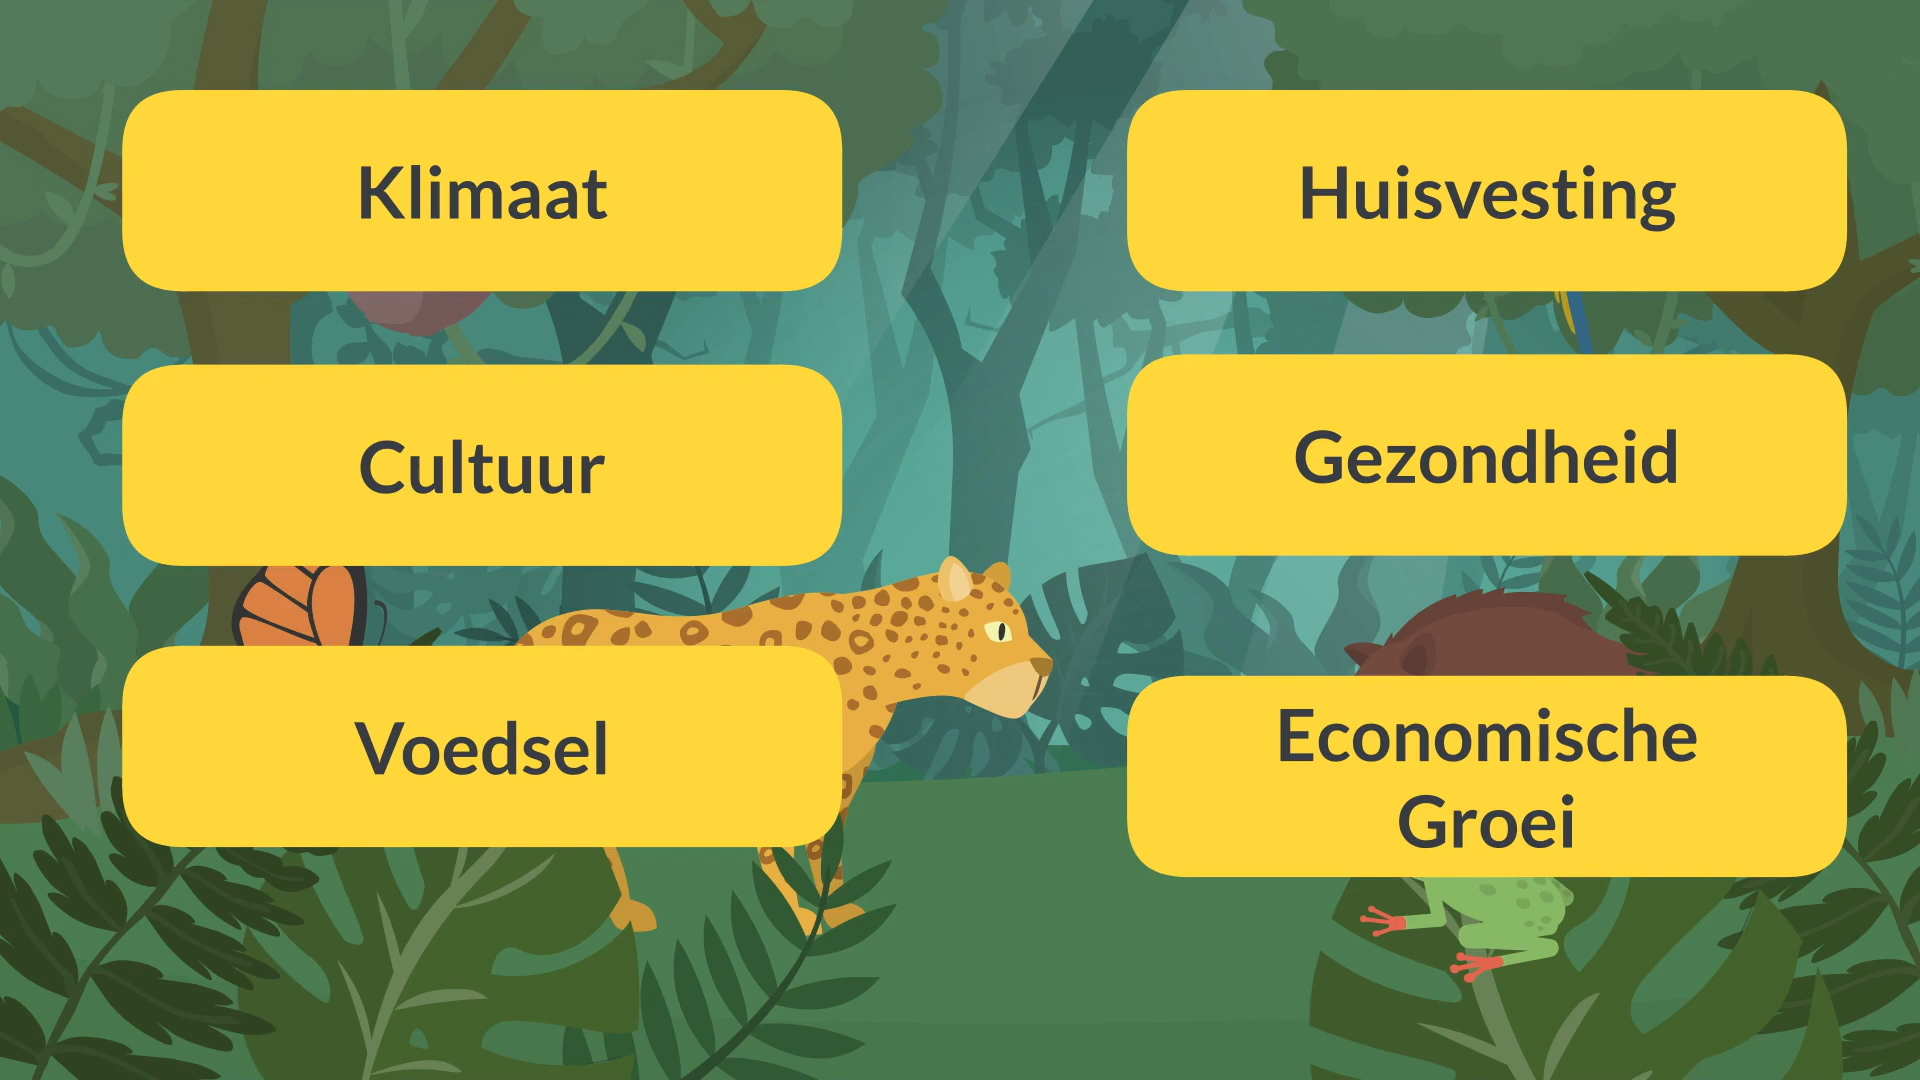 Klimaat
Cultuur
Voedsel
Huisvesting
Gezondheid
Economische
Groei